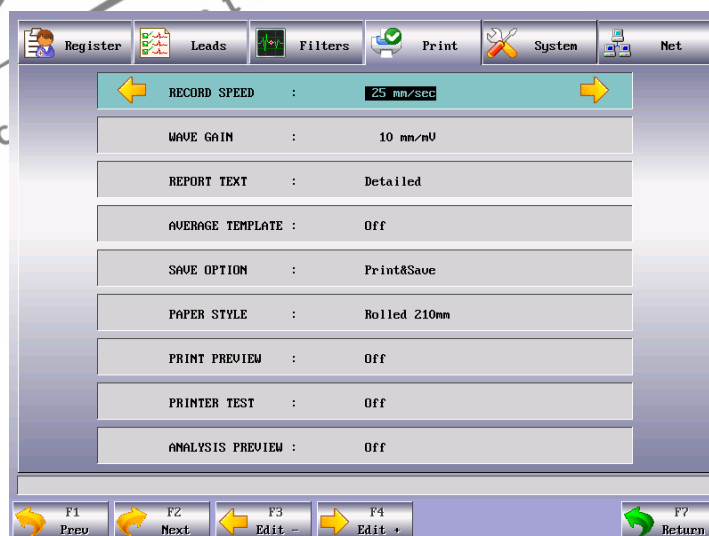 Register Leads Filters Print System Net
RECORD SPEED : 25 mm/sec
WAVE GAIN : 10 mm/mV
REPORT TEXT : Detailed
AVERAGE TEMPLATE : Off
SAVE OPTION : Print&Save
PAPER STYLE : Rolled 210mm
PRINT PREVIEW : Off
PRINTER TEST : Off
ANALYSIS PREVIEW : Off
F1 F2 F3 F4 F7
Prev Next Edit - Edit + Return